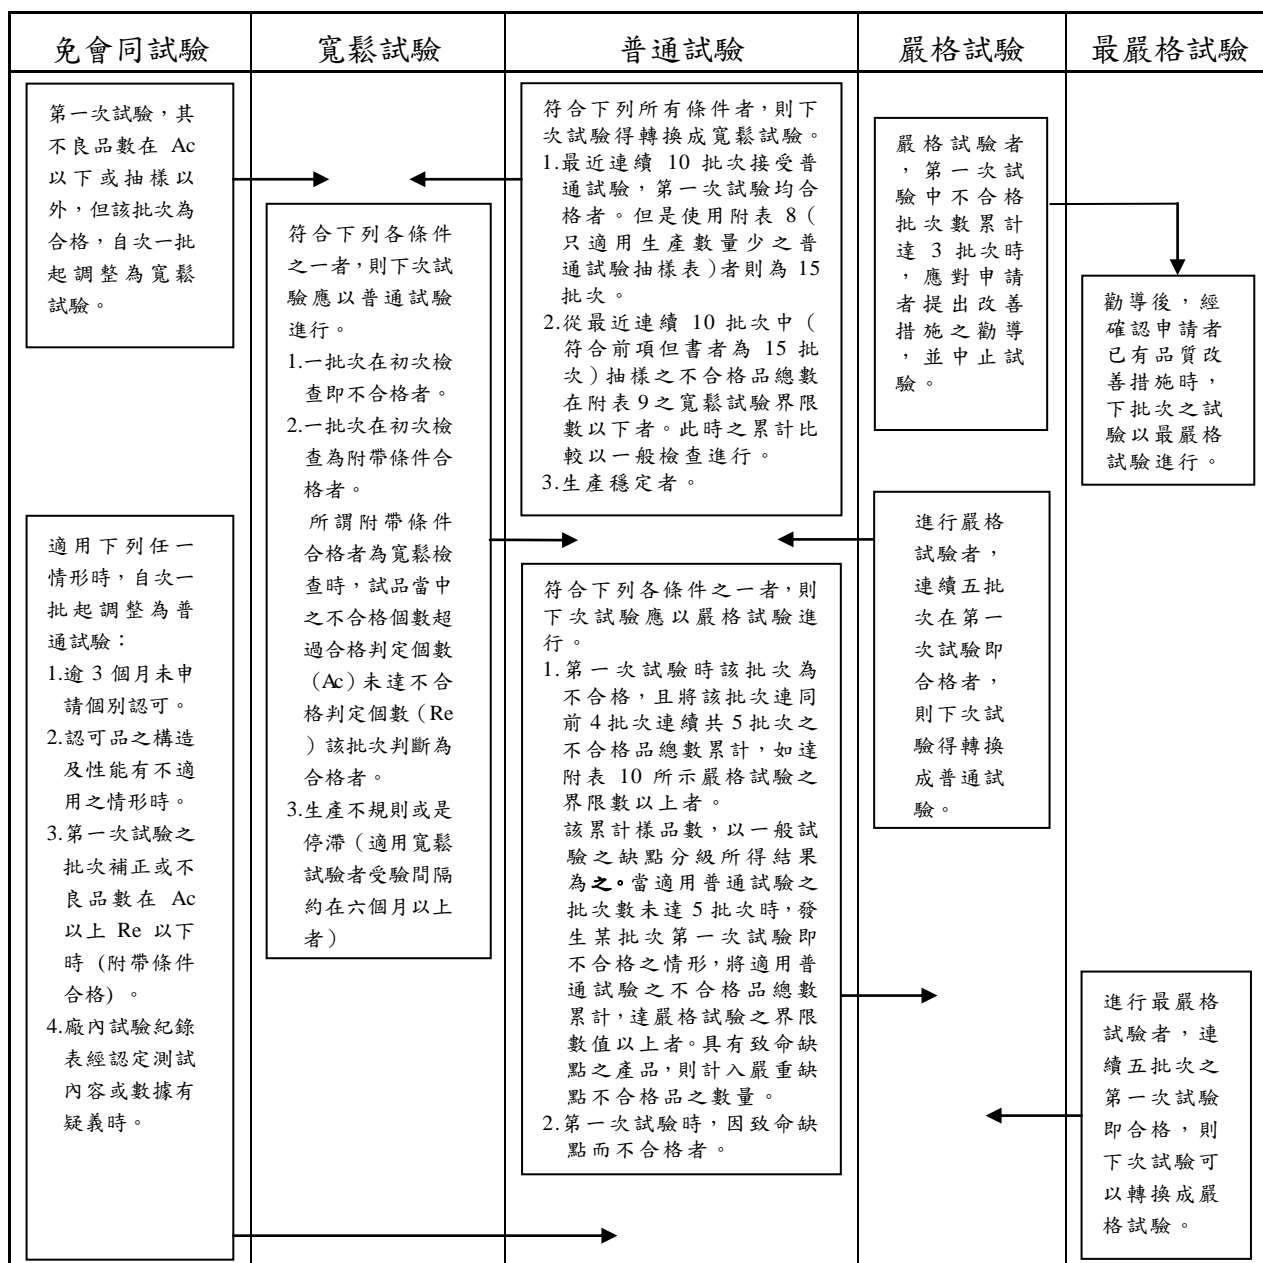 免會同試驗
寬鬆試驗
普通試驗
嚴格試驗
最嚴格試驗
第一次試驗,其
不良品數在 Ac
以下或抽樣以
外,但該批次為
合格,自次一批
起調整為寬鬆
試驗。
適用下列任一
情形時,自次一
批起調整為普
通試驗:
1.逾 3 個月未申
請個別認可。
2.認可品之構造
及性能有不適
用之情形時。
3.第一次試驗之
批次補正或不
良品數在 Ac
以上 Re 以下
時 (附帶條件
合格) 。
4.廠內試驗紀錄
表經認定測試
內容或數據有
疑義時。
符合下列各條件
之一者,則下次試
驗應以普通試驗
進行。
1.一批次在初次檢
查即不合格者。
2.一批次在初次檢
查為附帶條件合
格者。
所謂附帶條件
合格者為寬鬆檢
查時,試品當中
之不合格個數超
過合格判定個數
(Ac)未達不合
格判定個數(Re
)該批次判斷為
合格者。
3.生產不規則或是
停滯(適用寬鬆
試驗者受驗間隔
約在六個月以上
者)
符合下列所有條件者,則下
次試驗得轉換成寬鬆試驗。
1.最近連續 10 批次接受普
通試驗,第一次試驗均合
格者。但是使用附表 8(
只適用生產數量少之普
通試驗抽樣表)者則為 15
批次。
2.從最近連續 10 批次中(
符合前項但書者為 15 批
次)抽樣之不合格品總數
在附表 9 之寬鬆試驗界限
數以下者。此時之累計比
較以一般檢查進行。
3.生產穩定者。
符合下列各條件之一者,則
下次試驗應以嚴格試驗進
行。
1.第一次試驗時該批次為
不合格,且將該批次連同
前 4 批次連續共 5 批次之
不合格品總數累計,如達
附表 10 所示嚴格試驗之
界限數以上者。
該累計樣品數,以一般試
驗之缺點分級所得結果
為之。當適用普通試驗之
批次數未達 5 批次時,發
生某批次第一次試驗即
不合格之情形,將適用普
通試驗之不合格品總數
累計,達嚴格試驗之界限
數值以上者。具有致命缺
點之產品,則計入嚴重缺
點不合格品之數量。
2.第一次試驗時,因致命缺
點而不合格者。
嚴格試驗者
,第一次試
驗中不合格
批次數累計
達 3 批次時
,應對申請
者提出改善
措施之勸導
,並中止試
驗。
進行嚴格
試驗者,
連續五批
次在第一
次試驗即
合格者,
則下次試
驗得轉換
成普通試
驗。
勸導後,經
確認申請者
已有品質改
善措施時,
下批次之試
驗以最嚴格
試驗進行。
進行最嚴格
試驗者,連
續五批次之
第一次試驗
即合格,則
下次試驗可
以轉換成嚴
格試驗。